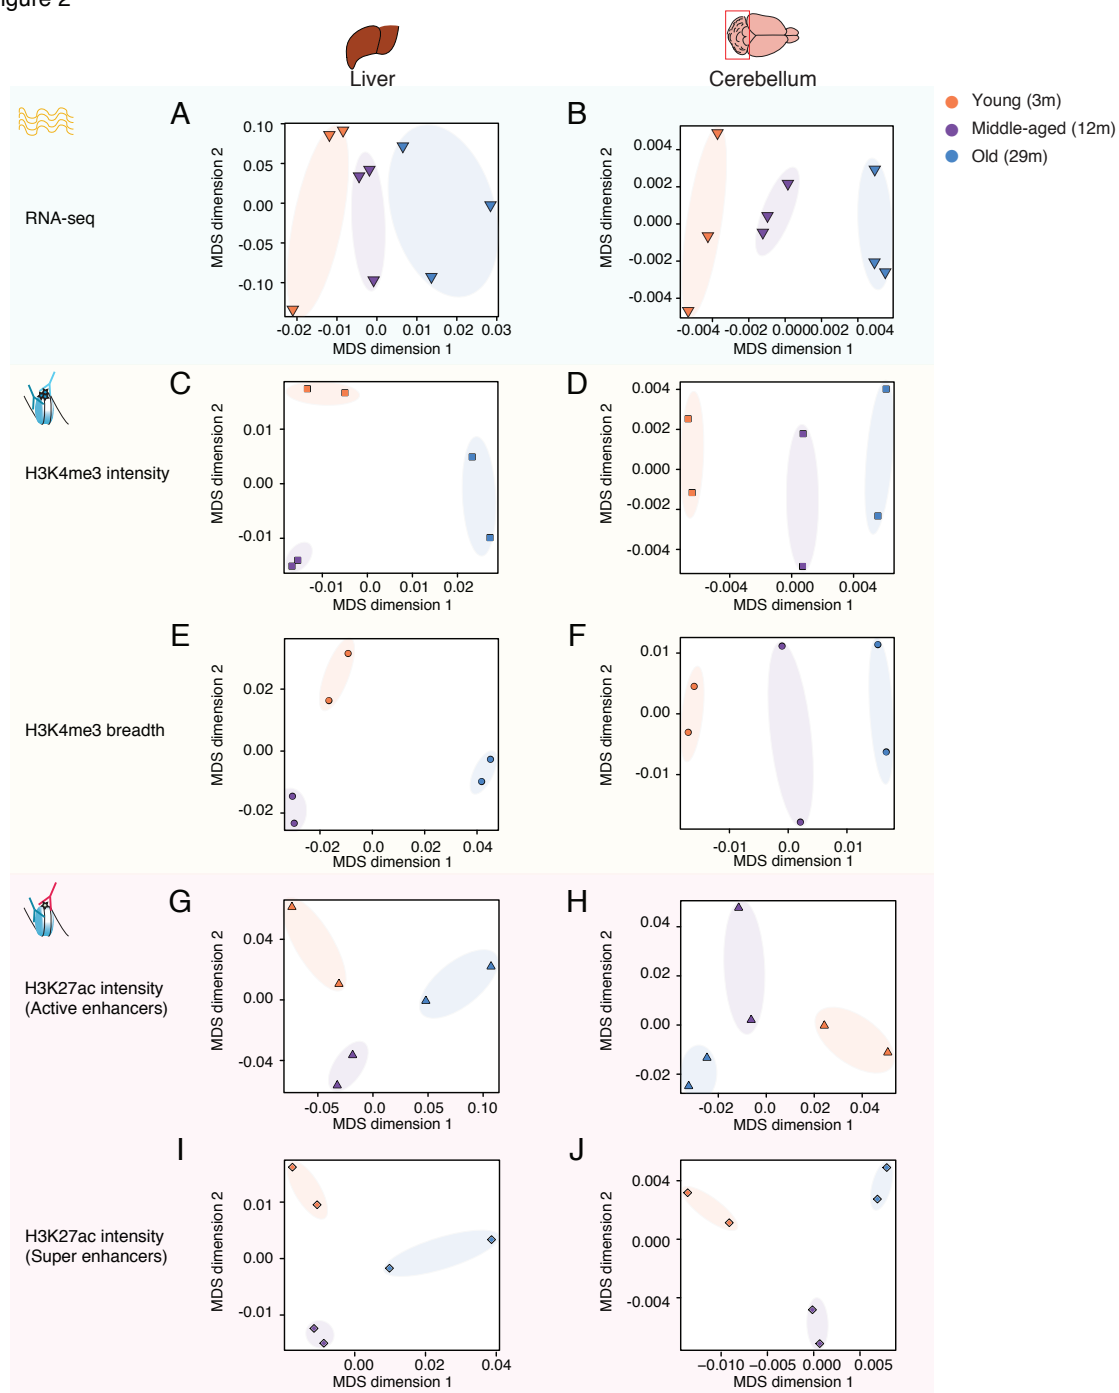 Figure 2
Liver
Cerebellum
Young (3m)
Middle-aged (12m)
Old (29m)
RNA-seq
A
MDS dimension 2
0.10
0.05
0.00
-0.05
-0.10
-0.02 -0.01 0.0 0.01 0.02 0.03
MDS dimension 1
B
MDS dimension 2
0.004
0.002
0.000
-0.002
-0.004
-0.004 -0.002 0.000 0.002 0.004
MDS dimension 1
H3K4me3 intensity
C
MDS dimension 2
0.01
0.00
-0.01
-0.01 0.0 0.01 0.02
MDS dimension 1
D
MDS dimension 2
0.004
0.002
0.000
-0.002
-0.004
-0.004 0.000 0.004
MDS dimension 1
H3K4me3 breadth
E
MDS dimension 2
0.02
0.00
-0.02
-0.02 0.0 0.02 0.04
MDS dimension 1
F
MDS dimension 2
0.01
0.00
-0.01
-0.01 0.0 0.01
MDS dimension 1
H3K27ac intensity
(Active enhancers)
G
MDS dimension 2
0.04
0.00
-0.04
-0.05 0.0 0.05 0.10
MDS dimension 1
H
MDS dimension 2
0.04
0.02
0.00
-0.02
-0.02 0.0 0.02 0.04
MDS dimension 1
H3K27ac intensity
(Super enhancers)
I
MDS dimension 2
0.01
0.00
-0.01
0.00 0.02 0.04
MDS dimension 1
J
MDS dimension 2
0.004
0.000
-0.004
−0.010 −0.005 0.000 0.005
MDS dimension 1